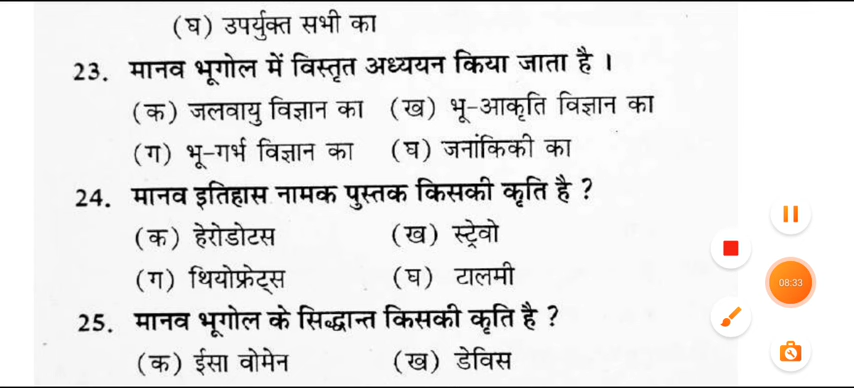 (घ) उपर्युक्त सभी का
23. मानव भूगोल में विस्तृत अध्ययन किया जाता है ।
(क) जलवायु विज्ञान का (ख) भू-आकृति विज्ञान का
(ग) भू-गर्भ विज्ञान का (घ) जनांकिकी का
24. मानव इतिहास नामक पुस्तक किसकी कृति है ?
(क) हेरोडोटस (ख) स्ट्रेवो
(ग) थियोफ्रेट्स (घ) टालमी
25. मानव भूगोल के सिद्धान्त किसकी कृति है ?
(क) ईसा वोमेन (ख) डेविस
08:33